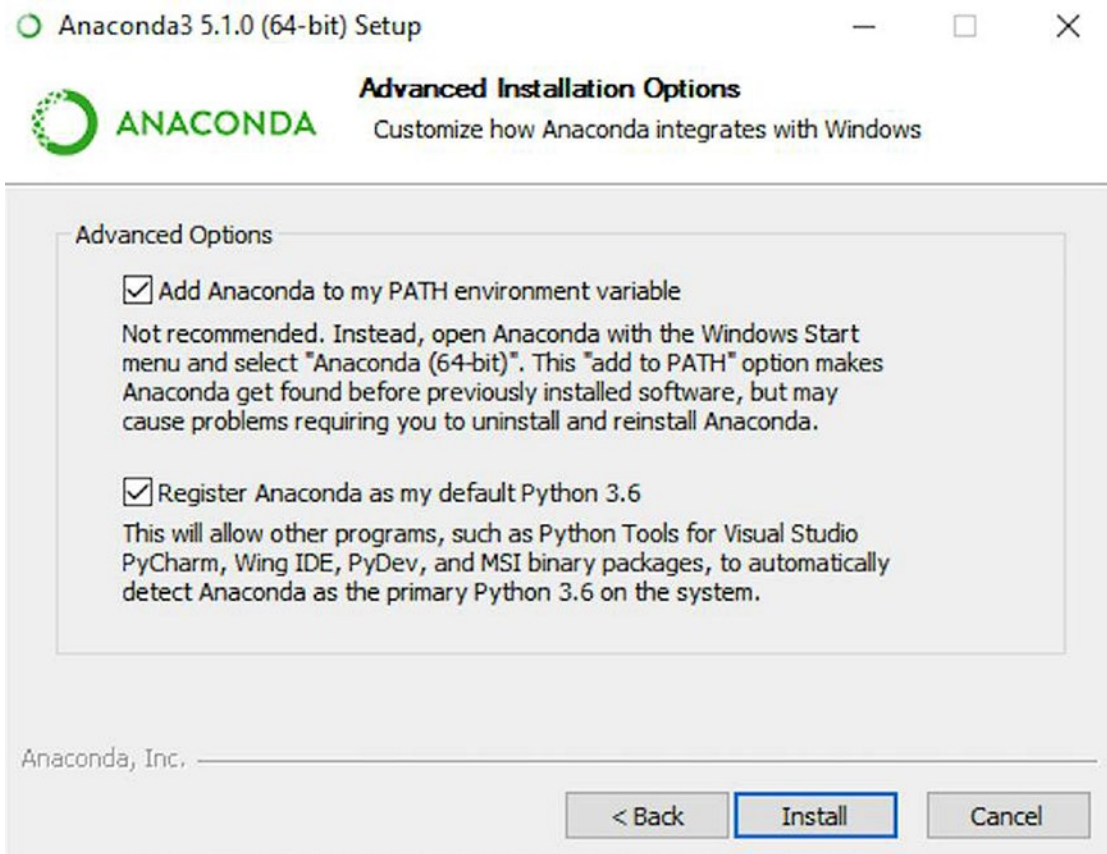 Anaconda3 5.1.0 (64-bit) Setup
ANACONDA
Advanced Installation Options
Customize how Anaconda integrates with Windows
Advanced Options
Add Anaconda to my PATH environment variable
Not recommended. Instead, open Anaconda with the Windows Start
menu and select "Anaconda (64-bit)". This "add to PATH" option makes
Anaconda get found before previously installed software, but may
cause problems requiring you to uninstall and reinstall Anaconda.
Register Anaconda as my default Python 3.6
This will allow other programs, such as Python Tools for Visual Studio
PyCharm, Wing IDE, PyDev, and MSI binary packages, to automatically
detect Anaconda as the primary Python 3.6 on the system.
Anaconda, Inc.
< Back
Install
Cancel